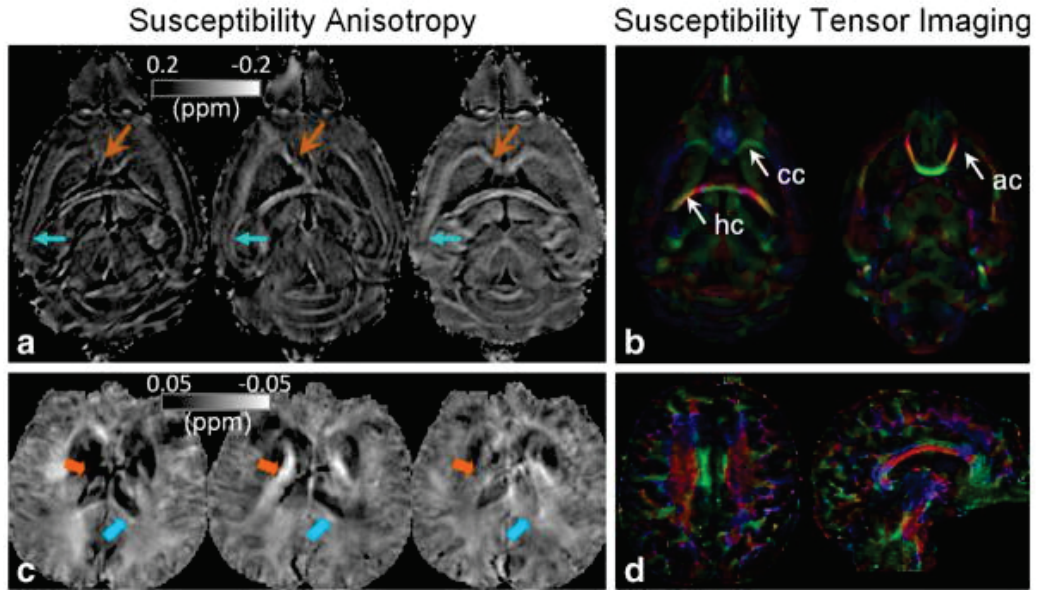 Susceptibility Anisotropy
Susceptibility Tensor Imaging
0.2 -0.2
(ppm)
cc
hc
ac
a
b
0.05 -0.05
(ppm)
c
d